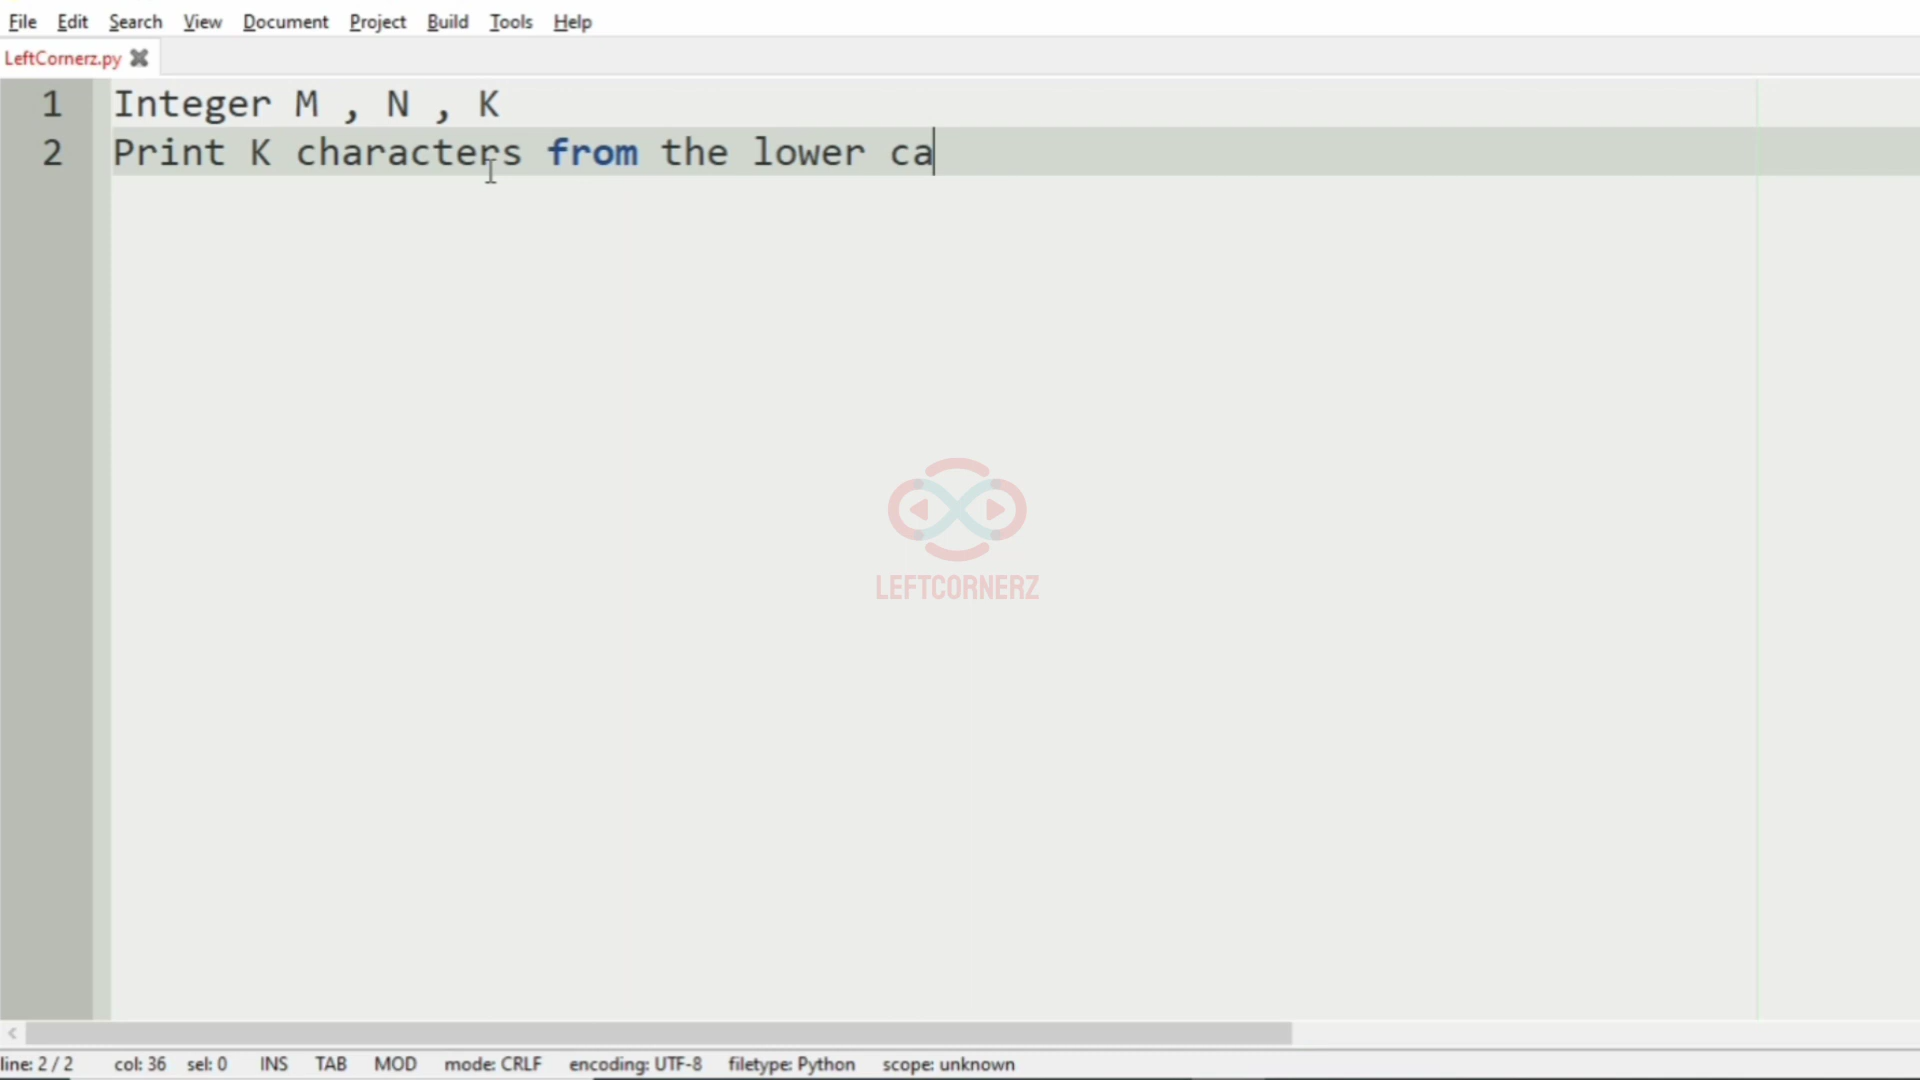 File Edit Search View Document Project Build Tools Help
LeftCornerz.py
1 Integer M , N , K
2 Print K characters from the lower ca
LEFTCORNERZ
line: 2 / 2 col: 36 sel: 0 INS TAB MOD mode: CRLF encoding: UTF-8 filetype: Python scope: unknown